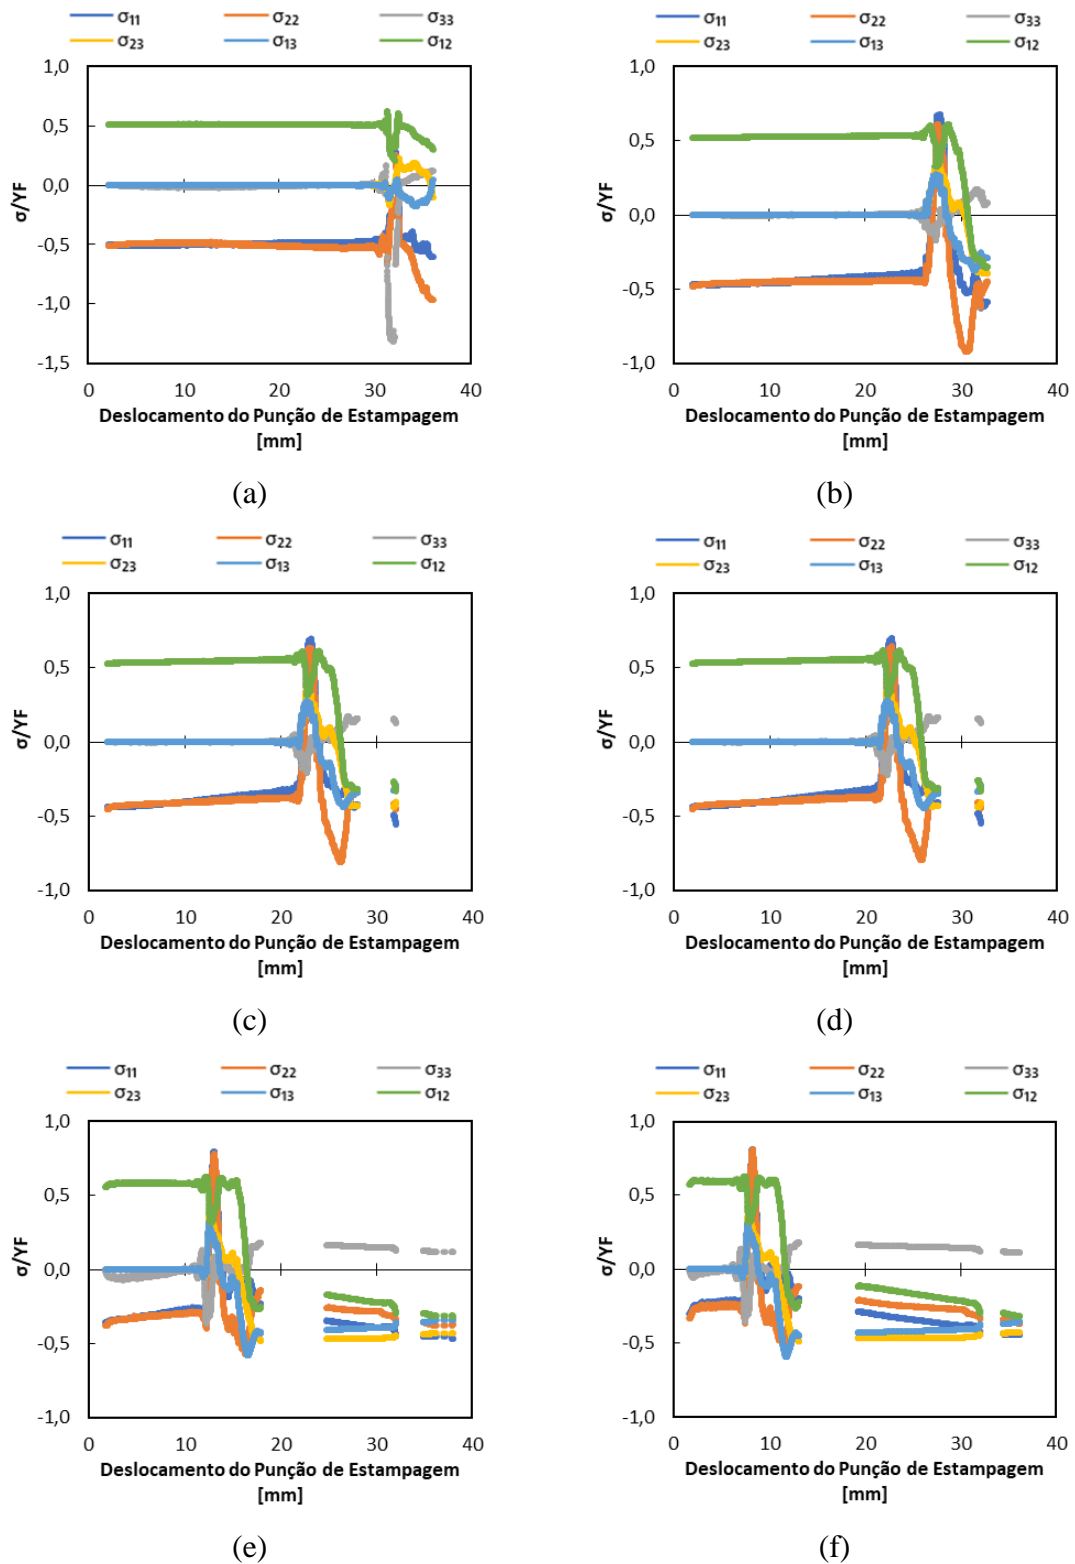 σ11 σ22 σ33 σ11 σ22 σ33
σ23 σ13 σ12 σ23 σ13 σ12
1,0 1,0
0,5
0,5
0,0
0,0
-0,5
-0,5
-1,0
-1,5 -1,0
σ/YF σ/YF
0 10 20 30 40 0 10 20 30 40
Deslocamento do Punção de Estampagem Deslocamento do Punção de Estampagem
[mm] [mm]
(a) (b)
σ11 σ22 σ33 σ11 σ22 σ33
σ23 σ13 σ12 σ23 σ13 σ12
1,0 1,0
0,5 0,5
0,0 0,0
-0,5 -0,5
-1,0 -1,0
σ/YF σ/YF
0 10 20 30 40 0 10 20 30 40
Deslocamento do Punção de Estampagem Deslocamento do Punção de Estampagem
[mm] [mm]
(c) (d)
σ11 σ22 σ33 σ11 σ22 σ33
σ23 σ13 σ12 σ23 σ13 σ12
1,0 1,0
0,5 0,5
0,0 0,0
-0,5 -0,5
-1,0 -1,0
σ/YF σ/YF
0 10 20 30 40 0 10 20 30 40
Deslocamento do Punção de Estampagem Deslocamento do Punção de Estampagem
[mm] [mm]
(e) (f)